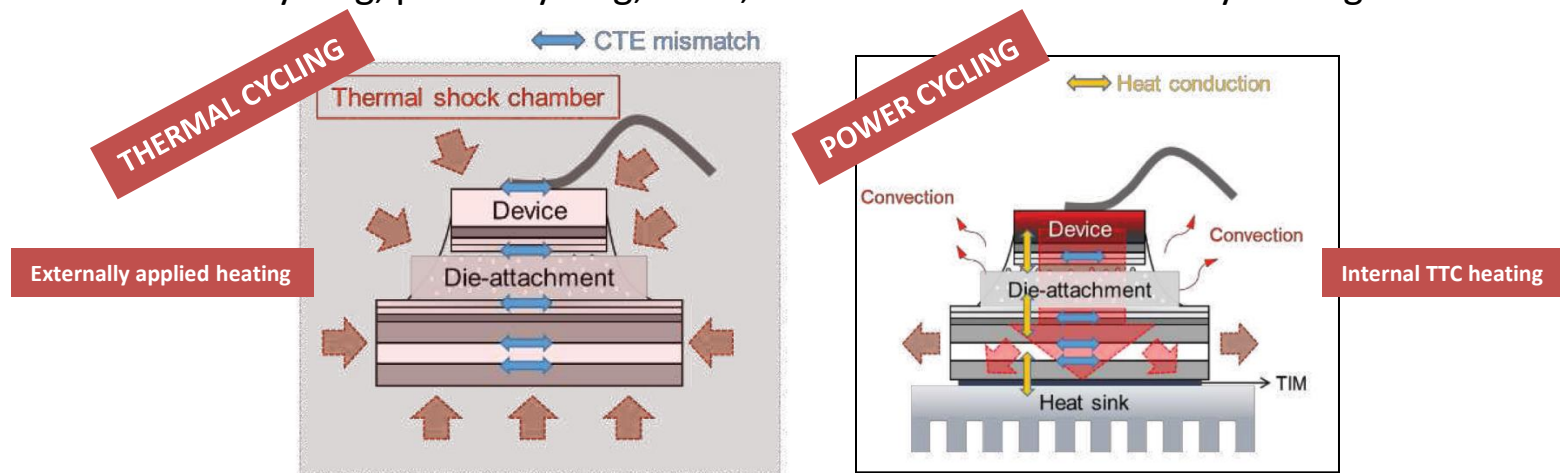 CTE mismatch
THERMAL CYCLING
Thermal shock chamber
Device
Die-attachment
Externally applied heating
POWER CYCLING
Heat conduction
Convection
Device
Convection
Die-attachment
Internal TTC heating
TIM
Heat sink